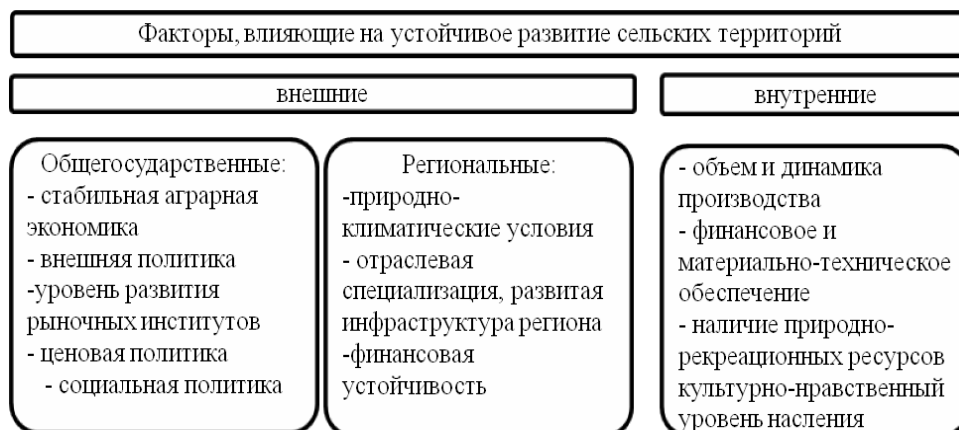 Факторы, влияющие на устойчивое развитие сельских территорий
внешние
внутренние
Общегосударственные:
- стабильная аграрная
экономика
- внешняя политика
-уровень развития
рыночных институтов
- ценовая политика
- социальная политика
Региональные:
-природно-
климатические условия
- отраслевая
специализация, развитая
инфраструктура региона
-финансовая
устойчивость
- объем и динамика
производства
- финансовое и
материально-техническое
обеспечение
- наличие природно-
рекреационных ресурсов
культурно-нравственный
уровень насления